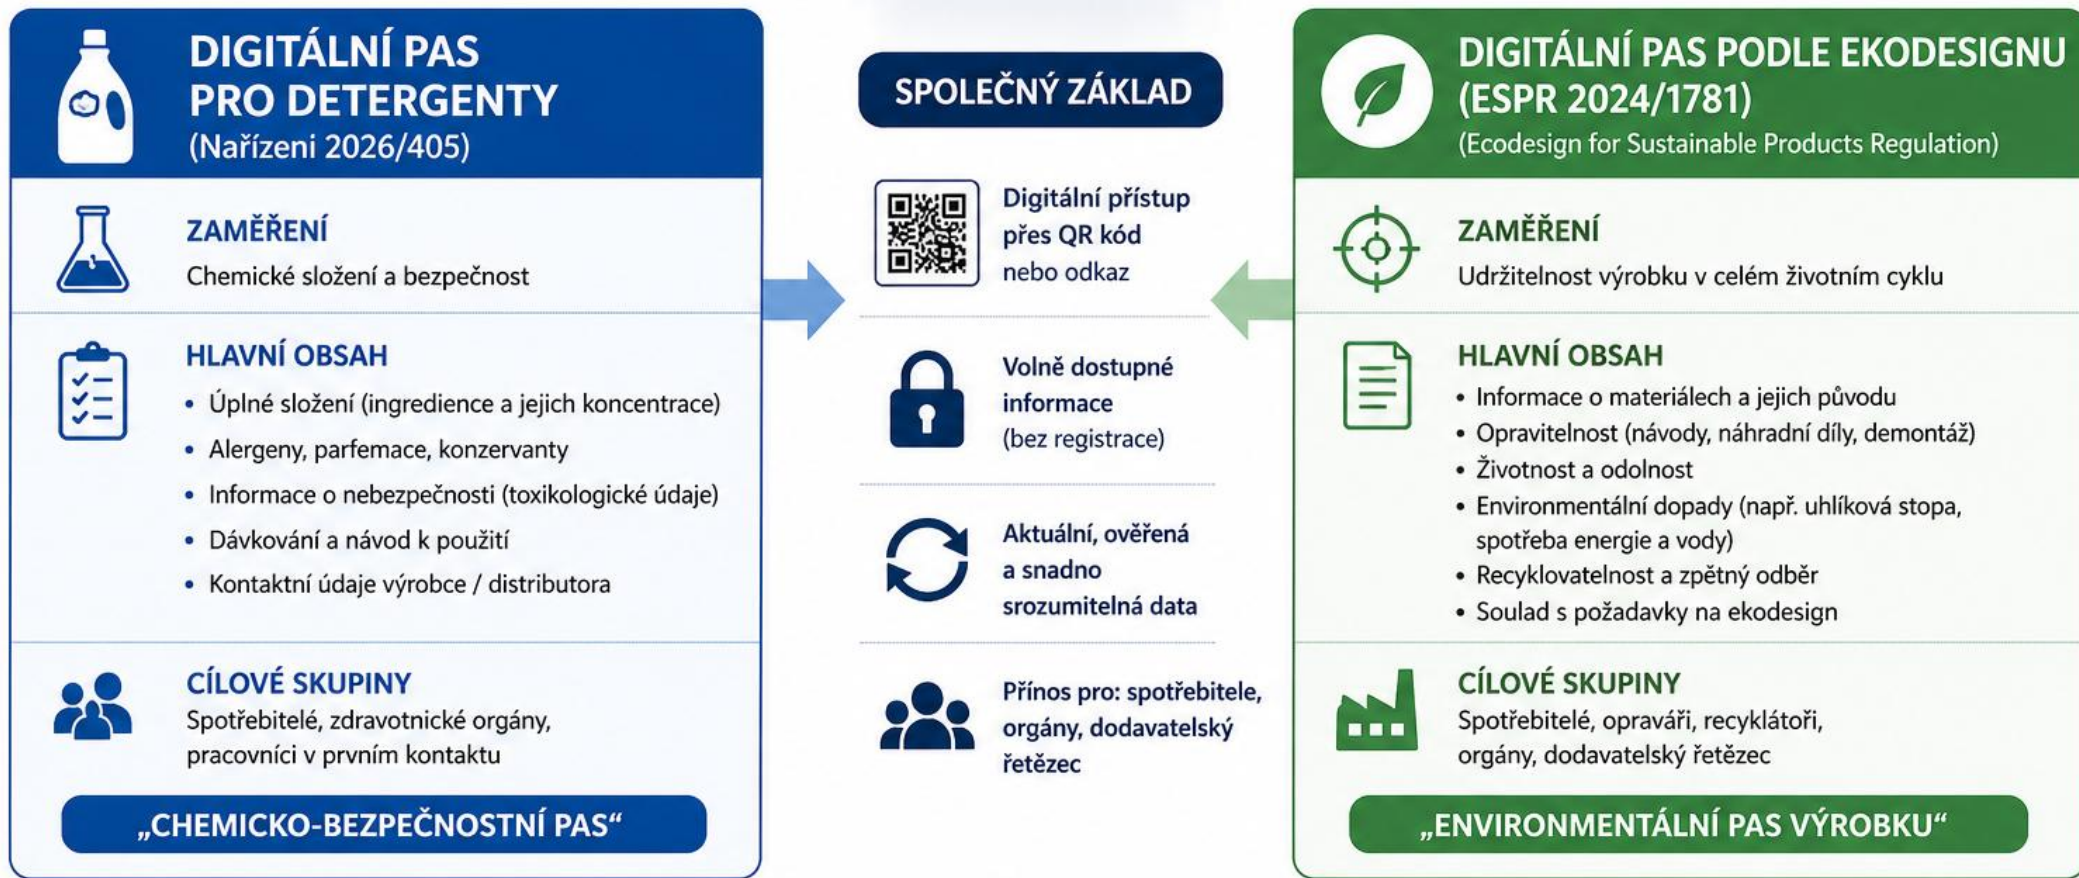 DIGITÁLNÍ PAS
PRO DETERGENTY
(Nařízeni 2026/405)
ZAMĚŘENÍ
Chemické složení a bezpečnost
HLAVNÍ OBSAH
• Úplné složení (ingredience a jejich koncentrace)
• Alergeny, parfemace, konzervanty
• Informace o nebezpečnosti (toxikologické údaje)
• Dávkování a návod k použití
• Kontaktní údaje výrobce / distributora
CÍLOVÉ SKUPINY
Spotřebitelé, zdravotnické orgány,
pracovníci v prvním kontaktu
„CHEMICKO-BEZPEČNOSTNÍ PAS“
SPOLEČNÝ ZÁKLAD
Digitální přístup
přes QR kód
nebo odkaz
Volně dostupné
informace
(bez registrace)
Aktuální, ověřená
a snadno
srozumitelná data
Přínos pro: spotřebitele,
orgány, dodavatelský
řetězec
DIGITÁLNÍ PAS PODLE EKODESIGNU
(ESPR 2024/1781)
(Ecodesign for Sustainable Products Regulation)
ZAMĚŘENÍ
Udržitelnost výrobku v celém životním cyklu
HLAVNÍ OBSAH
• Informace o materiálech a jejich původu
• Opravitelnost (návody, náhradní díly, demontáž)
• Životnost a odolnost
• Environmentální dopady (např. uhlíková stopa,
spotřeba energie a vody)
• Recyklovatelnost a zpětný odběr
• Soulad s požadavky na ekodesign
CÍLOVÉ SKUPINY
Spotřebitelé, opraváři, recyklátoři,
orgány, dodavatelský řetězec
„ENVIRONMENTÁLNÍ PAS VÝROBKU“